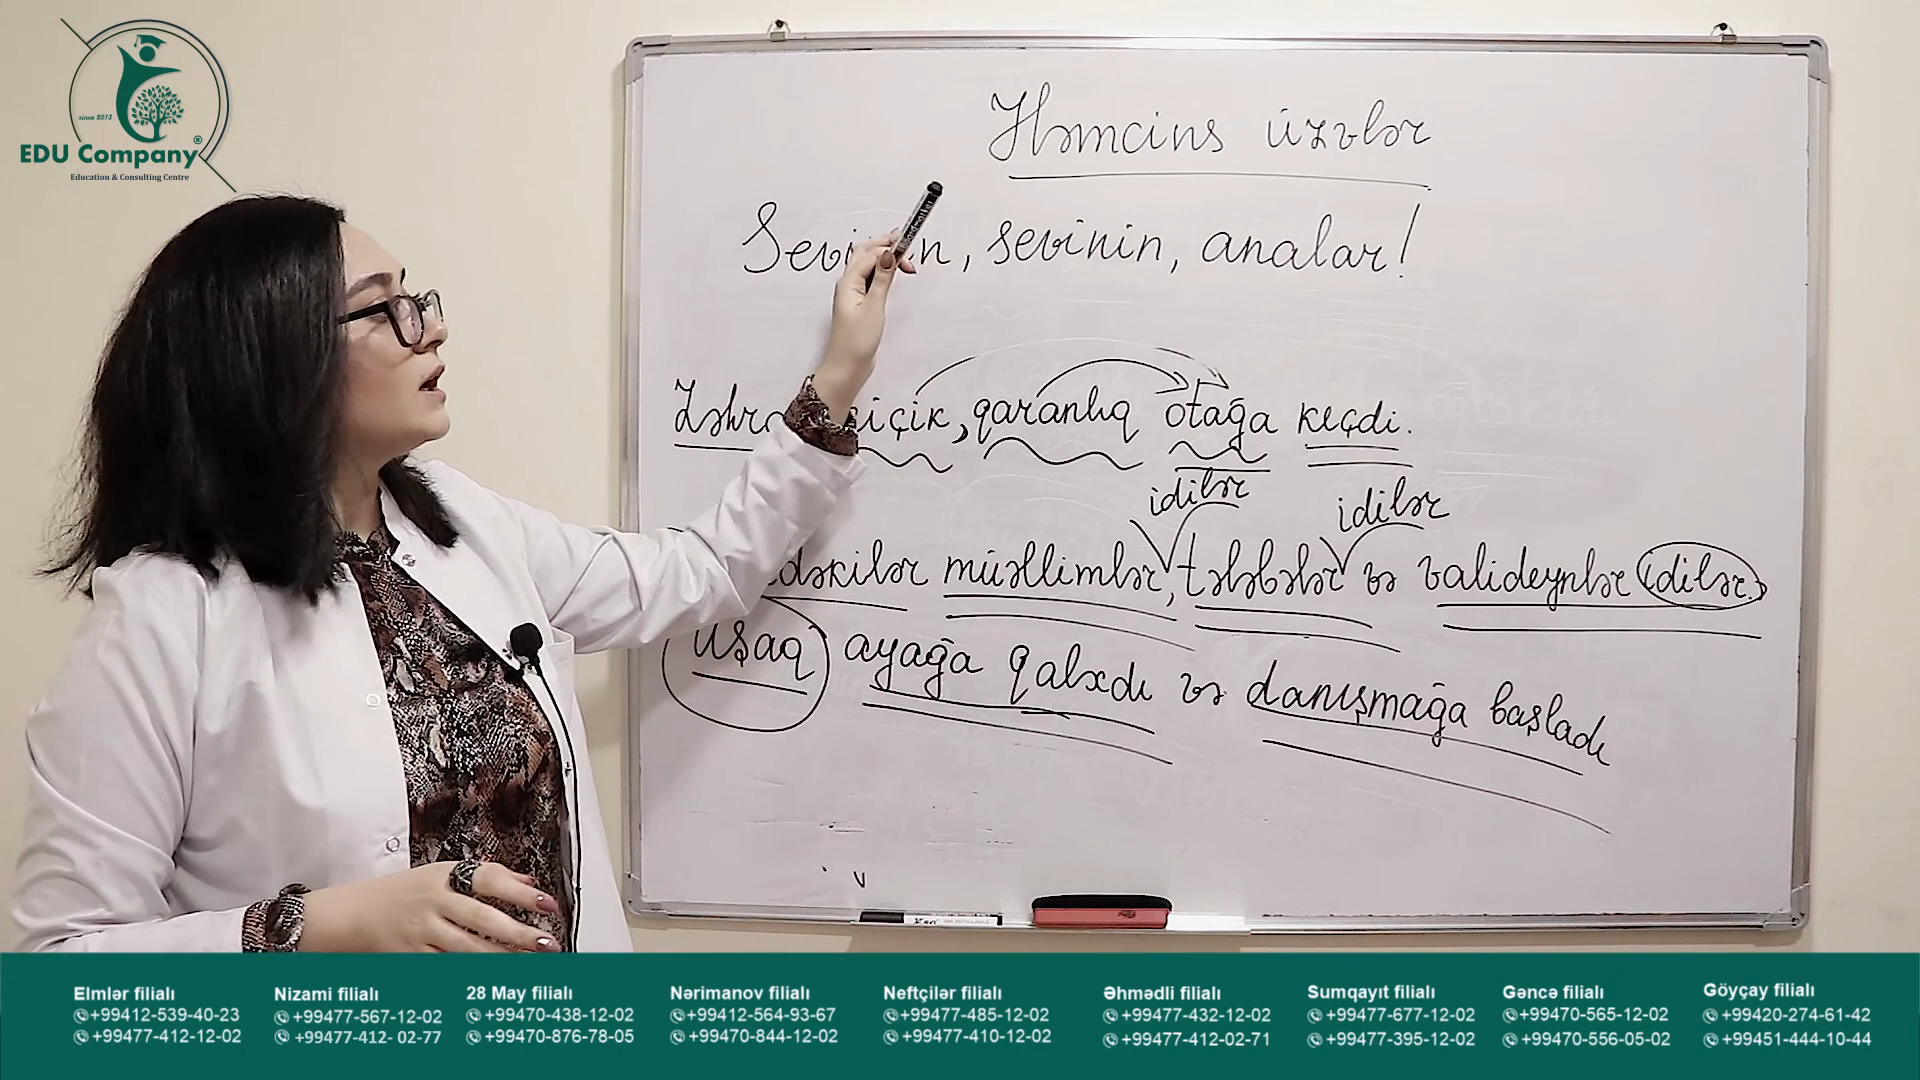 since 2013
EDU Company®
Education & Consulting Centre
Həmcins üzvlər
Sevinin, sevinin, analar!
Zəhra kiçik, qaranlıq otağa keçdi.
idilər idilər
müəllimlər, tələbələr və valideynlər idilər.
uşaq ayağa qalxdı və danışmağa başladı
Elmlər filialı
+99412-539-40-23
+99477-412-12-02
Nizami filialı
+99477-567-12-02
+99477-412- 02-77
28 May filialı
+99470-438-12-02
+99470-876-78-05
Nərimanov filialı
+99412-564-93-67
+99470-844-12-02
Neftçilər filialı
+99477-485-12-02
+99477-410-12-02
Əhmədli filialı
+99477-432-12-02
+99477-412-02-71
Sumqayıt filialı
+99477-677-12-02
+99477-395-12-02
Gəncə filialı
+99470-565-12-02
+99470-556-05-02
Göyçay filialı
+99420-274-61-42
+99451-444-10-44